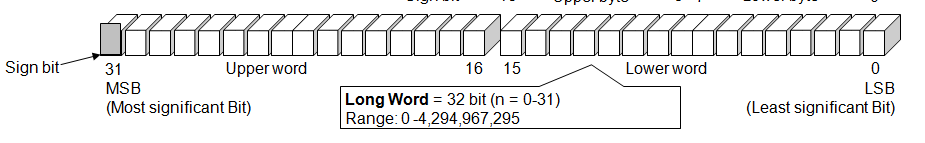 Sign bit
31 Upper word 16 15 Lower word 0
MSB LSB
(Most significant Bit) (Least significant Bit)
Long Word = 32 bit (n = 0-31)
Range: 0 -4,294,967,295